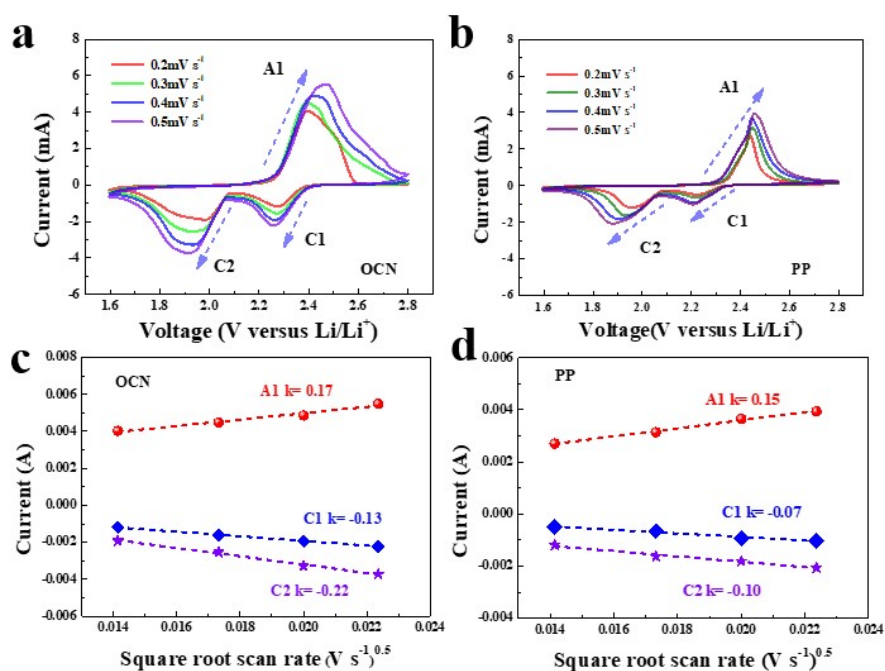 a
8
6
4
2
0
-2
-4
-6
1.6
1.8
2.0
2.2
2.4
2.6
2.8
Current (mA)
Voltage (V versus Li/Li⁺)
0.2mV s⁻¹
0.3mV s⁻¹
0.4mV s⁻¹
0.5mV s⁻¹
A1
C1
C2
OCN
b
8
6
4
2
0
-2
-4
-6
1.6
1.8
2.0
2.2
2.4
2.6
2.8
Current (mA)
Voltage(V versus Li/Li⁺)
0.2mV s⁻¹
0.3mV s⁻¹
0.4mV s⁻¹
0.5mV s⁻¹
A1
C1
C2
PP
c
0.008
0.006
0.004
0.002
0.000
-0.002
-0.004
-0.006
0.014
0.016
0.018
0.020
0.022
0.024
Current (A)
Square root scan rate (V s⁻¹)⁰·⁵
OCN
A1 k= 0.17
C1 k= -0.13
C2 k= -0.22
d
0.006
0.004
0.002
0.000
-0.002
-0.004
0.014
0.016
0.018
0.020
0.022
0.024
Current (A)
Square root scan rate (V s⁻¹)⁰·⁵
PP
A1 k= 0.15
C1 k= -0.07
C2 k= -0.10